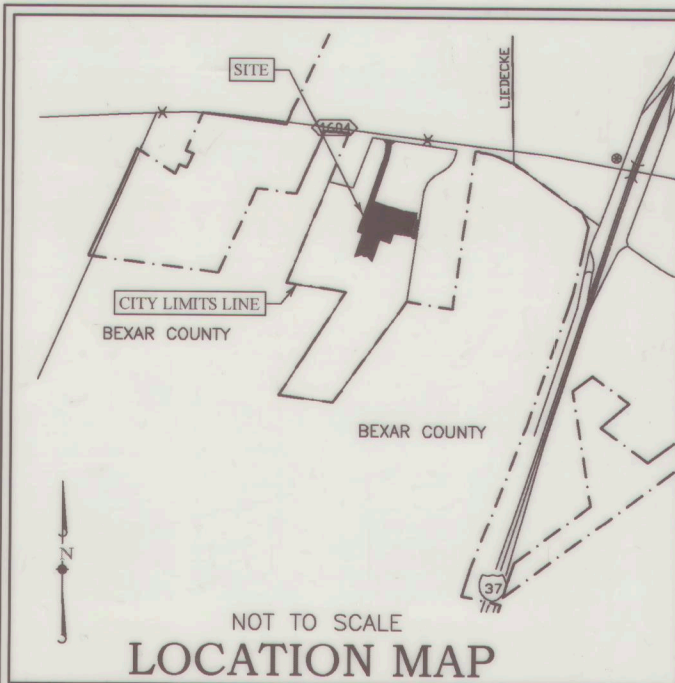 SITE
LIEDECKE
1604
CITY LIMITS LINE
BEXAR COUNTY
BEXAR COUNTY
N
37
NOT TO SCALE
LOCATION MAP